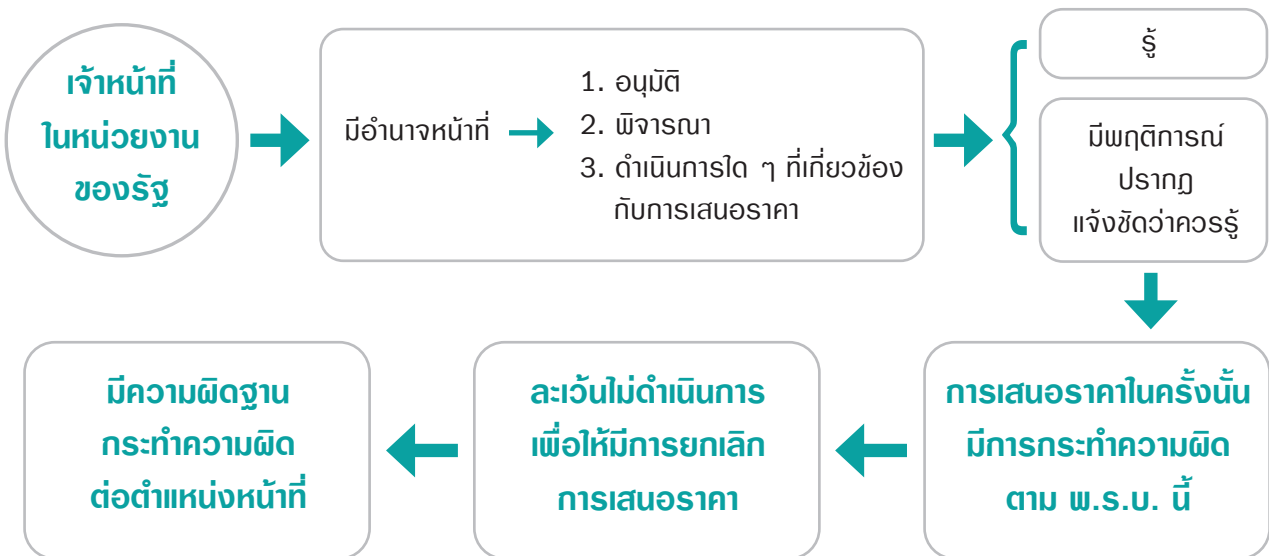 เจ้าหน้าที่
ในหน่วยงาน
ของรัฐ
มีอำนาจหน้าที่
1. อนุมัติ
2. พิจารณา
3. ดำเนินการใด ๆ ที่เกี่ยวข้อง
กับการเสนอราคา
รู้
มีพฤติการณ์
ปรากฏ
แจ้งชัดว่าควรรู้
การเสนอราคาในครั้งนั้น
มีการกระทำความผิด
ตาม พ.ร.บ. นี้
ละเว้นไม่ดำเนินการ
เพื่อให้มีการยกเลิก
การเสนอราคา
มีความผิดฐาน
กระทำความผิด
ต่อตำแหน่งหน้าที่